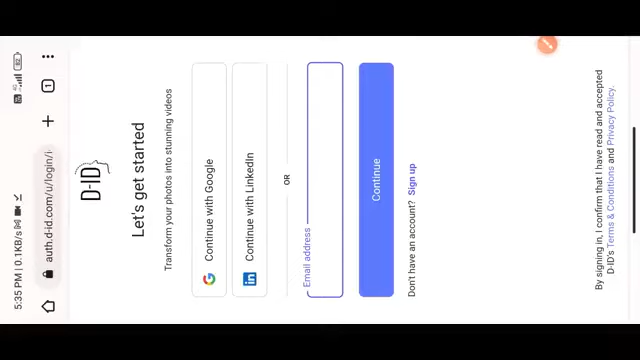 5:35 PM | 0.1KB/s
82
auth.d-id.com/u/login/i
1
D-ID
Let's get started
Transform your photos into stunning videos
Continue with Google
Continue with LinkedIn
OR
Email address
Continue
Don't have an account? Sign up
By signing in, I confirm that I have read and accepted
D-ID's Terms & Conditions and Privacy Policy.